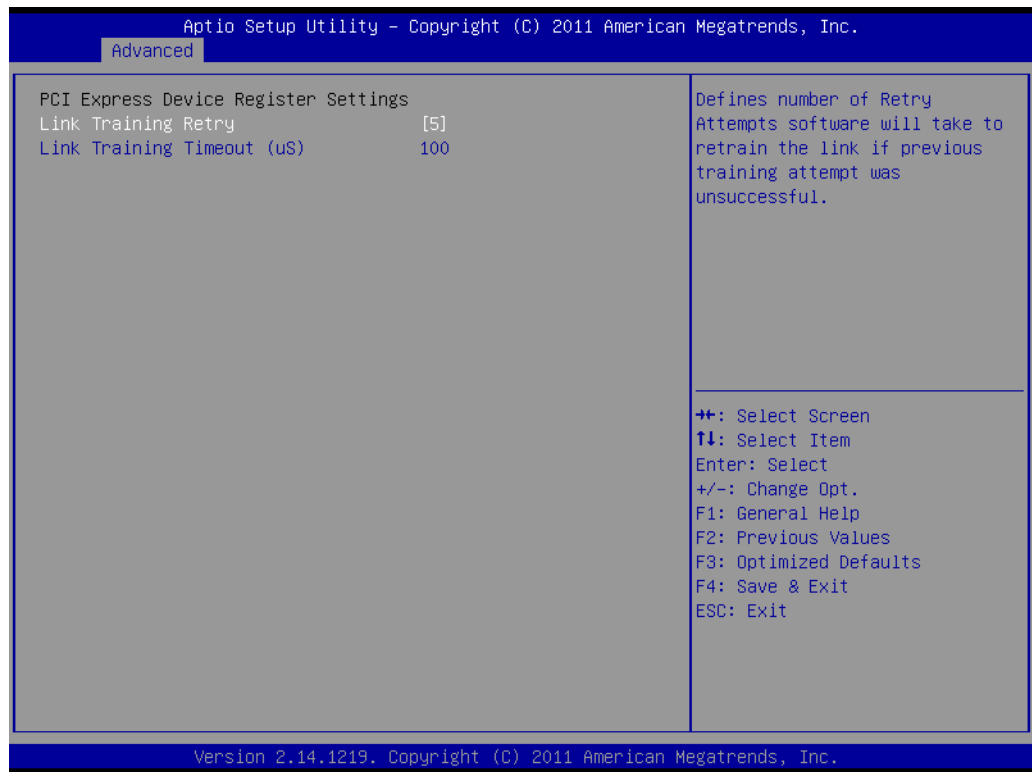 Aptio Setup Utility – Copyright (C) 2011 American Megatrends, Inc.
Advanced
PCI Express Device Register Settings
Link Training Retry [5]
Link Training Timeout (uS) 100
Defines number of Retry
Attempts software will take to
retrain the link if previous
training attempt was
unsuccessful.
→←: Select Screen
↑↓: Select Item
Enter: Select
+/-: Change Opt.
F1: General Help
F2: Previous Values
F3: Optimized Defaults
F4: Save & Exit
ESC: Exit
Version 2.14.1219. Copyright (C) 2011 American Megatrends, Inc.